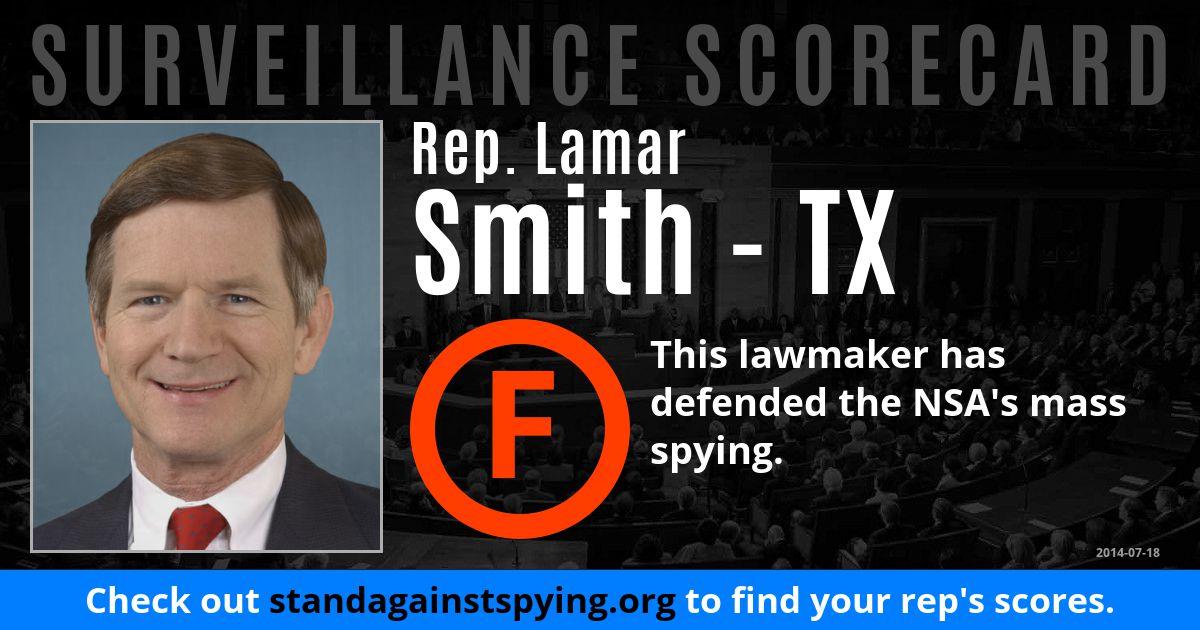 SURVEILLANCE SCORECARD
Rep. Lamar
Smith - TX
F
This lawmaker has
defended the NSA's mass
spying.
2014-07-18
Check out standagainstspying.org to find your rep's scores.